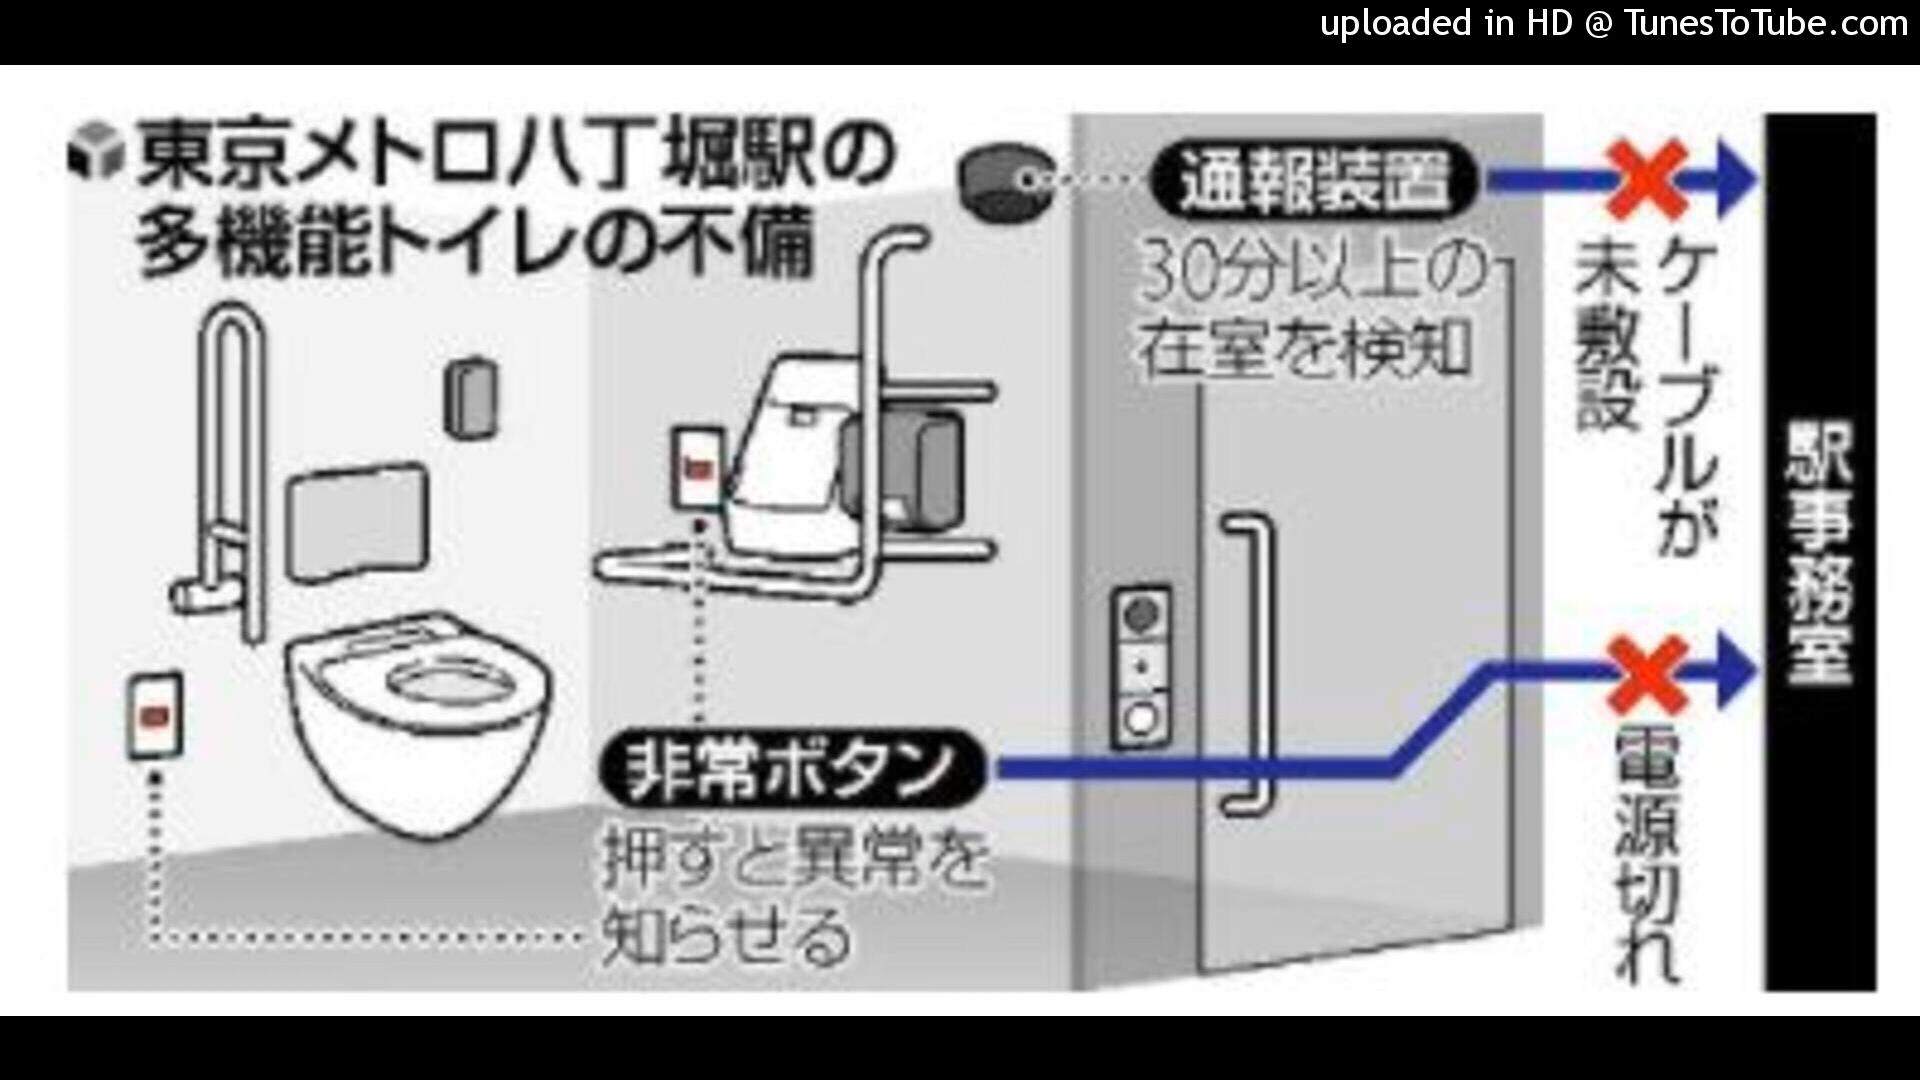 uploaded in HD @ TunesToTube.com
東京メトロ八丁堀駅の
多機能トイレの不備
通報装置
30分以上の
在室を検知
ケーブルが
未敷設
駅事務室
非常ボタン
押すと異常を
知らせる
電源切れ